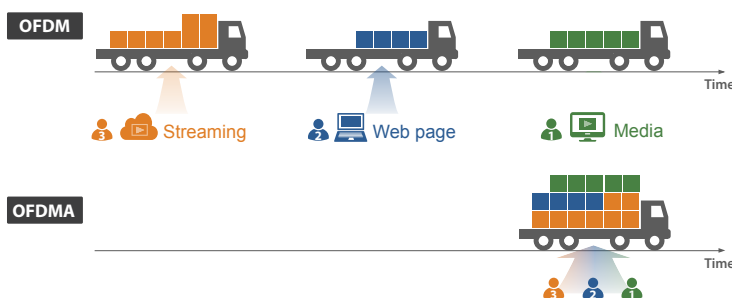 OFDM
Time
3 Streaming
2 Web page
1 Media
OFDMA
Time
3 2 1